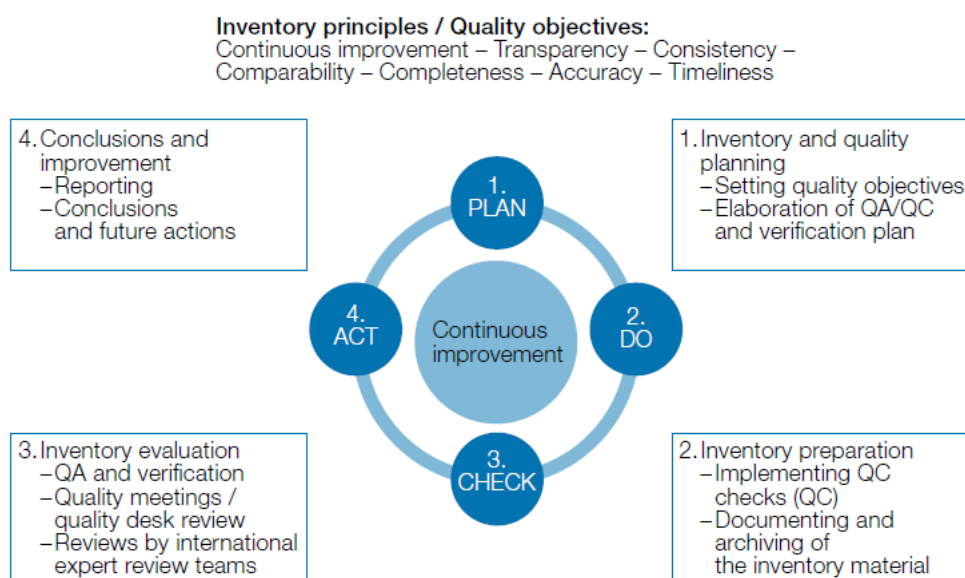 Inventory principles / Quality objectives:
Continuous improvement – Transparency – Consistency –
Comparability – Completeness – Accuracy – Timeliness
4. Conclusions and
improvement
– Reporting
– Conclusions
and future actions
1. Inventory and quality
planning
– Setting quality objectives
– Elaboration of QA/QC
and verification plan
1.
PLAN
4.
ACT
Continuous
improvement
2.
DO
3.
CHECK
3. Inventory evaluation
– QA and verification
– Quality meetings /
quality desk review
– Reviews by international
expert review teams
2. Inventory preparation
– Implementing QC
checks (QC)
– Documenting and
archiving of
the inventory material